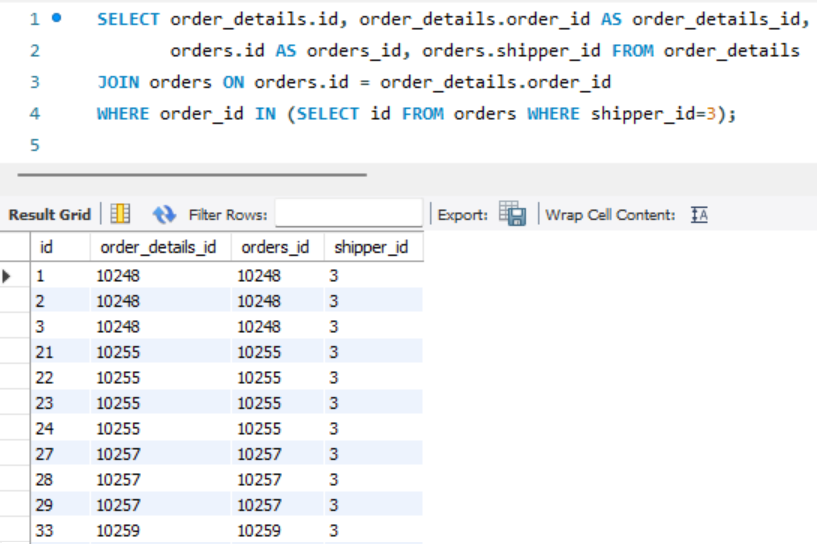 1 SELECT order_details.id, order_details.order_id AS order_details_id,
2 orders.id AS orders_id, orders.shipper_id FROM order_details
3 JOIN orders ON orders.id = order_details.order_id
4 WHERE order_id IN (SELECT id FROM orders WHERE shipper_id=3);
5
Result Grid Filter Rows: Export: Wrap Cell Content: IA
id order_details_id orders_id shipper_id
1 10248 10248 3
2 10248 10248 3
3 10248 10248 3
21 10255 10255 3
22 10255 10255 3
23 10255 10255 3
24 10255 10255 3
27 10257 10257 3
28 10257 10257 3
29 10257 10257 3
33 10259 10259 3